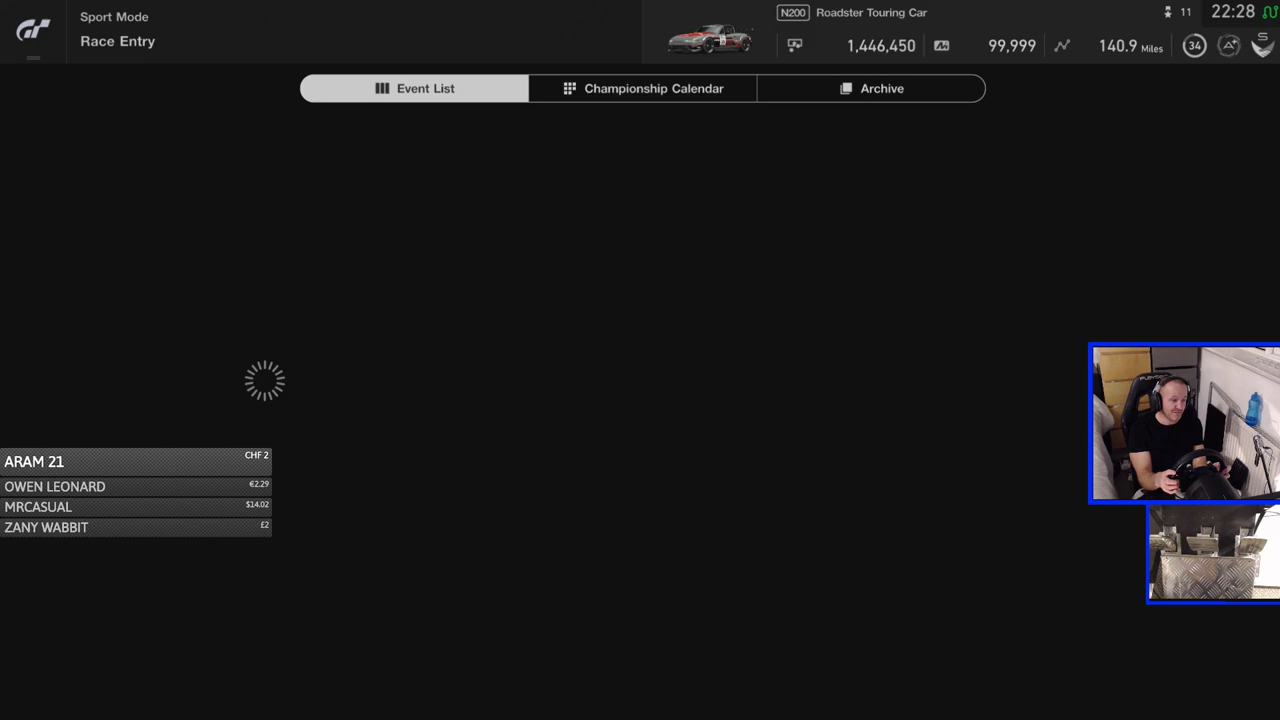 Sport Mode
Race Entry
N200 Roadster Touring Car
1,446,450
99,999
140.9 Miles
34
A+
S
11
22:28
Event List
Championship Calendar
Archive
ARAM 21 CHF 2
OWEN LEONARD €2.29
MRCASUAL $14.02
ZANY WABBIT £2